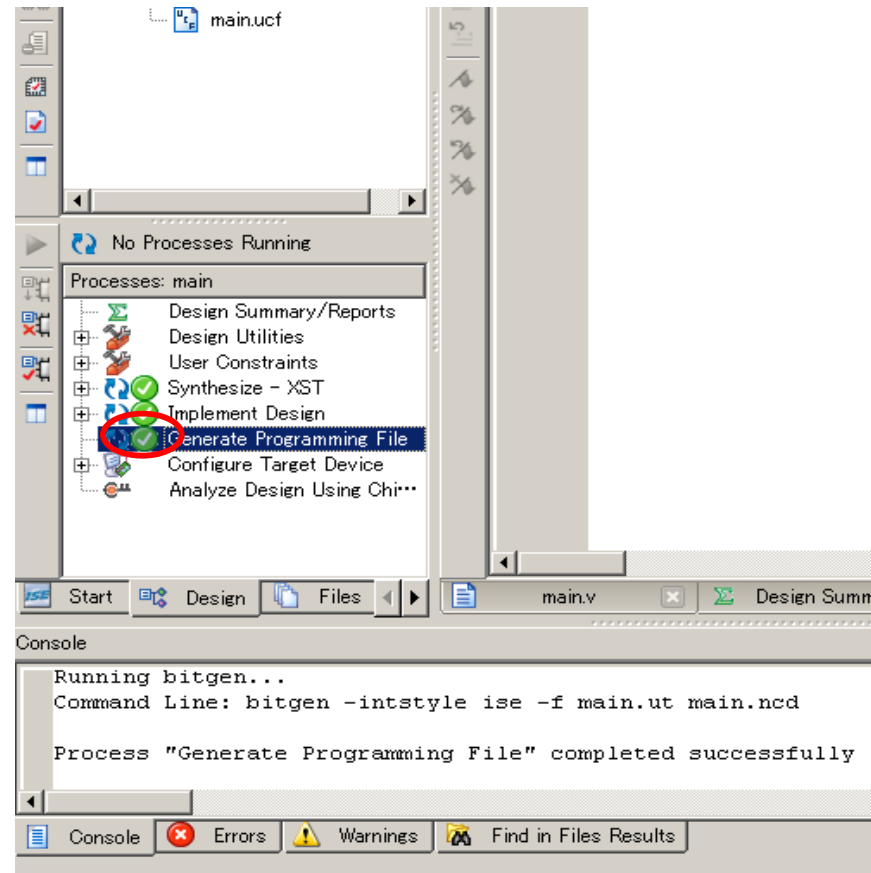 main.ucf
No Processes Running
Processes: main
Design Summary/Reports
Design Utilities
User Constraints
Synthesize - XST
Implement Design
Generate Programming File
Configure Target Device
Analyze Design Using Chi…
ISE Start Design Files
main.v Design Summ
Console
Running bitgen...
Command Line: bitgen -intstyle ise -f main.ut main.ncd
Process "Generate Programming File" completed successfully
Console Errors Warnings Find in Files Results